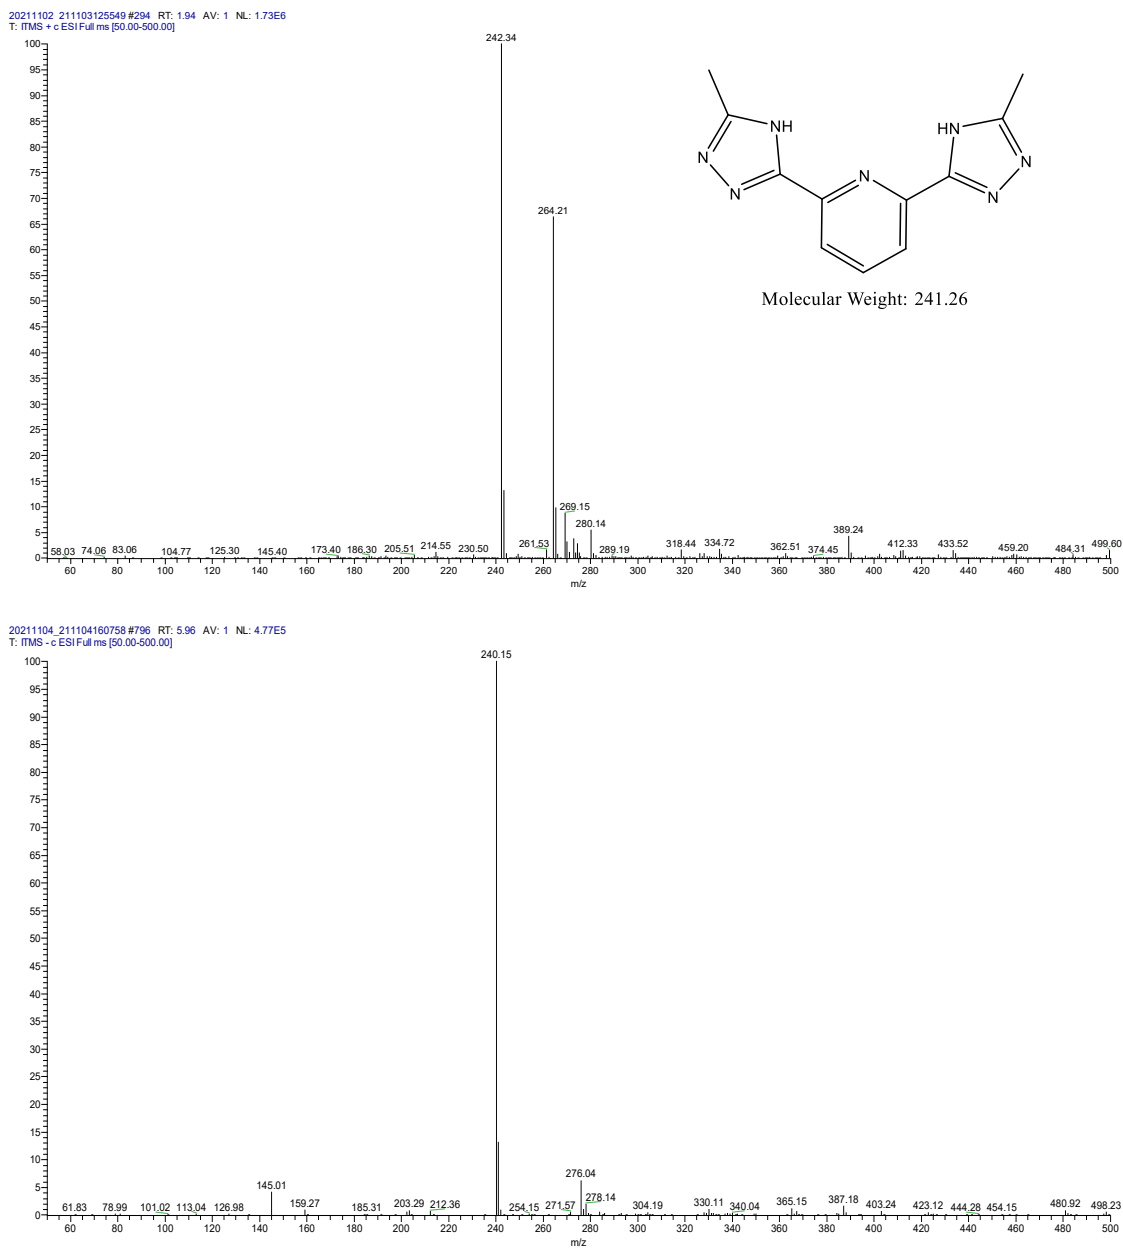 20211102_211103125549 #294 RT: 1.94 AV: 1 NL: 1.73E6
T: ITMS + c ESI Full ms [50.00-500.00]
242.34
100
95
90
85
80
75
70
65
60
55
50
45
40
35
30
25
20
15
10
5
0
264.21
NH
HN
N
N
N
N
N
Molecular Weight: 241.26
58.03 74.06 83.06 104.77 125.30 145.40 173.40 186.30 205.51 214.55 230.50 261.53 269.15 280.14 289.19 318.44 334.72 362.51 374.45 389.24 412.33 433.52 459.20 484.31 499.60
60 80 100 120 140 160 180 200 220 240 260 280 300 320 340 360 380 400 420 440 460 480 500
m/z
20211104_211104160758 #796 RT: 5.96 AV: 1 NL: 4.77E5
T: ITMS - c ESI Full ms [50.00-500.00]
240.15
100
95
90
85
80
75
70
65
60
55
50
45
40
35
30
25
20
15
10
5
0
61.83 78.99 101.02 113.04 126.98 145.01 159.27 185.31 203.29 212.36 254.15 271.57 276.04 278.14 304.19 330.11 340.04 365.15 387.18 403.24 423.12 444.28 454.15 480.92 498.23
60 80 100 120 140 160 180 200 220 240 260 280 300 320 340 360 380 400 420 440 460 480 500
m/z